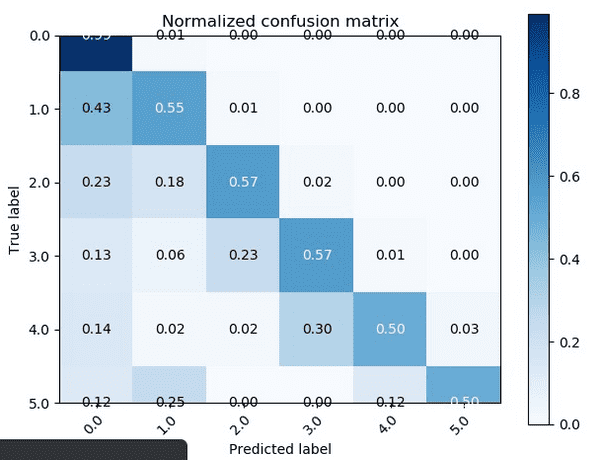 Normalized confusion matrix
0.0 0.99 0.01 0.00 0.00 0.00 0.00
1.0 0.43 0.55 0.01 0.00 0.00 0.00 0.8
2.0 0.23 0.18 0.57 0.02 0.00 0.00 0.6
True label
3.0 0.13 0.06 0.23 0.57 0.01 0.00 0.4
4.0 0.14 0.02 0.02 0.30 0.50 0.03 0.2
5.0 0.12 0.25 0.00 0.00 0.12 0.50 0.0
0.0 1.0 2.0 3.0 4.0 5.0
Predicted label